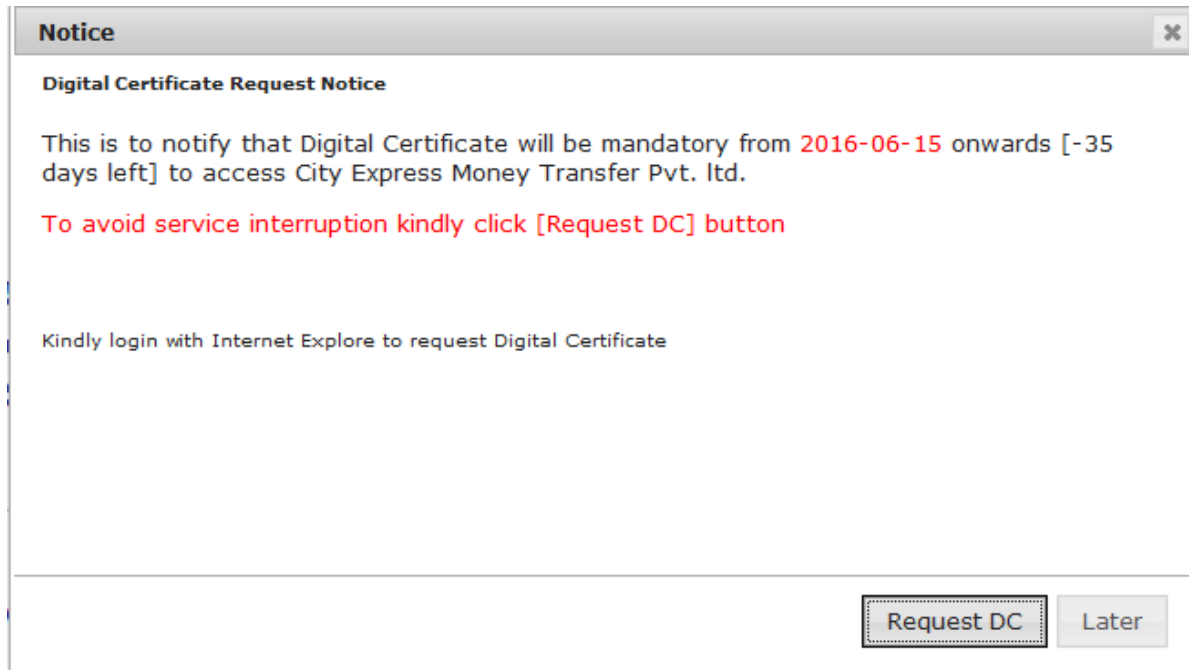 Notice
Digital Certificate Request Notice
This is to notify that Digital Certificate will be mandatory from 2016-06-15 onwards [-35
days left] to access City Express Money Transfer Pvt. ltd.
To avoid service interruption kindly click [Request DC] button
Kindly login with Internet Explore to request Digital Certificate
Request DC
Later